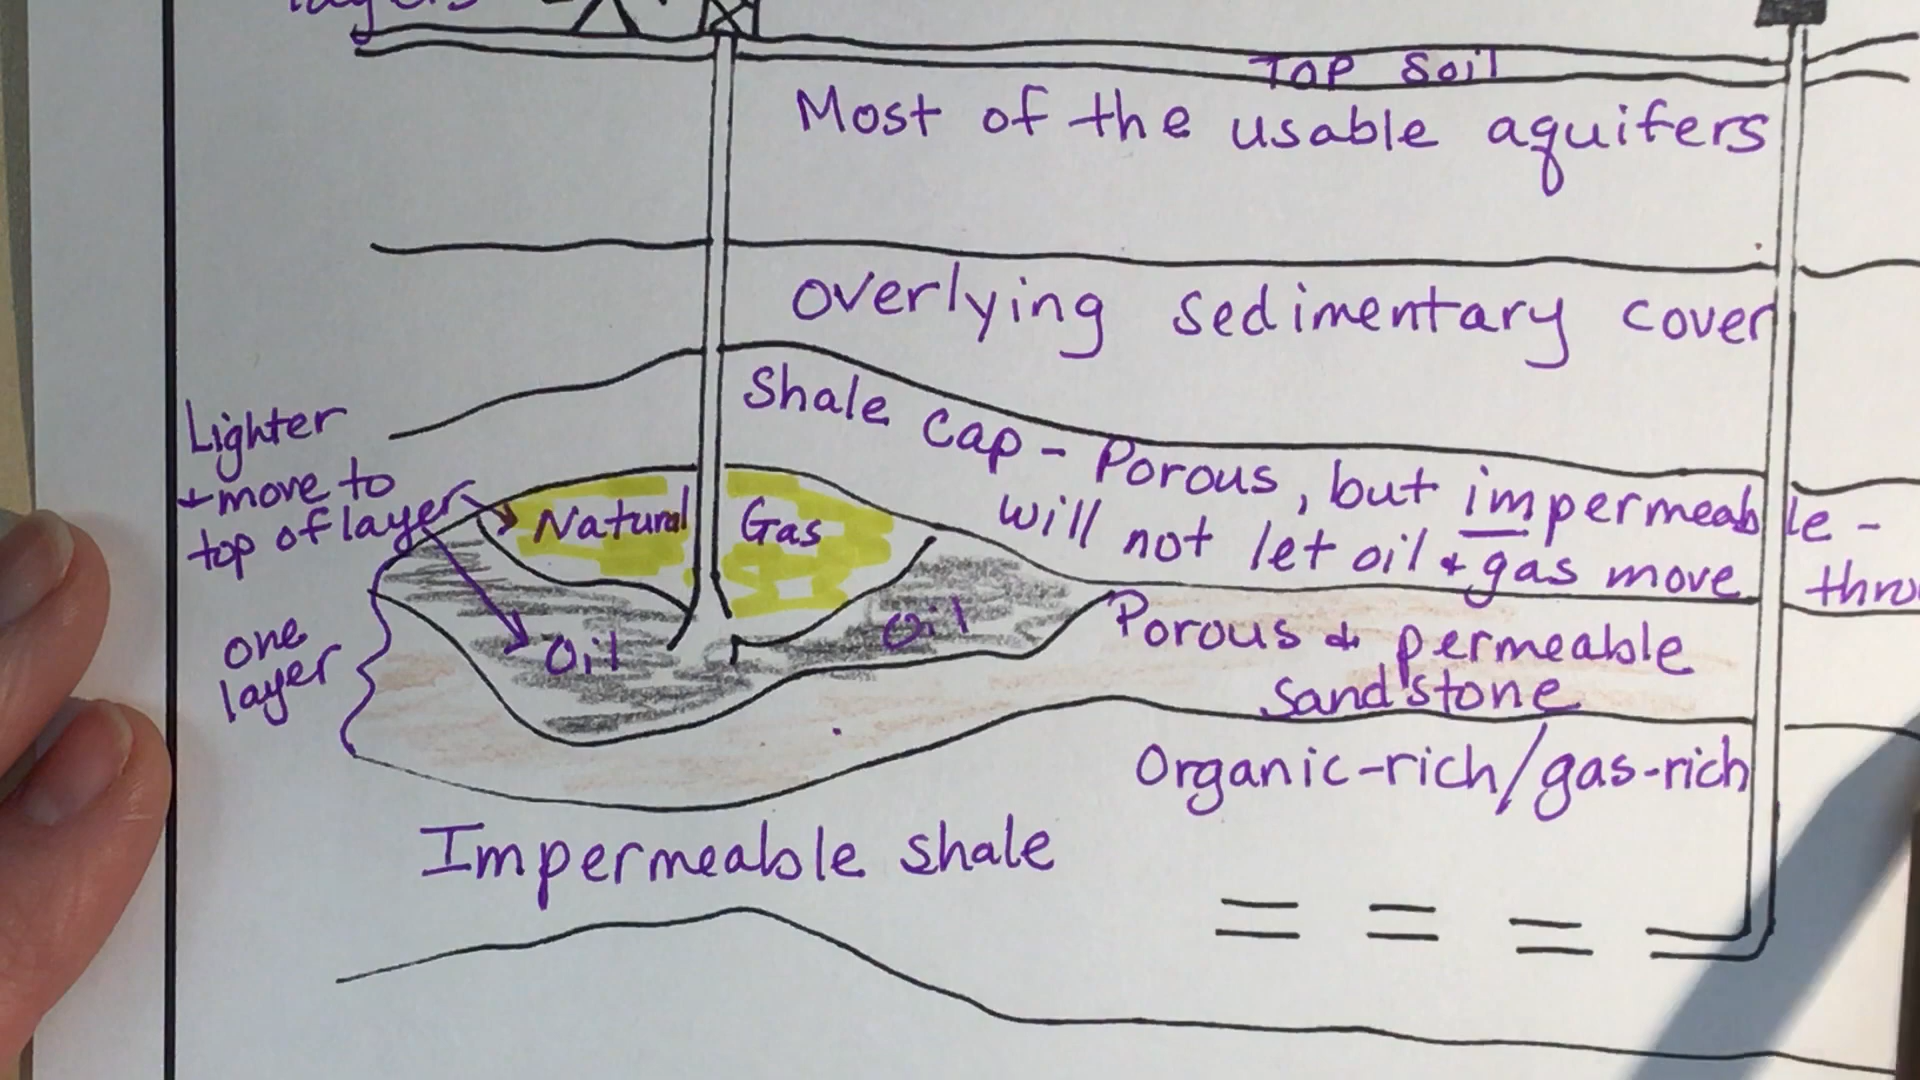 layers
Top Soil
Most of the usable aquifers
Overlying sedimentary cover
Shale cap - Porous, but impermeable -
will not let oil + gas move thro
Lighter
+ move to
top of layer
Natural Gas
Oil
Oil
one
layer
Porous & permeable
sandstone
Organic-rich/gas-rich
Impermeable shale